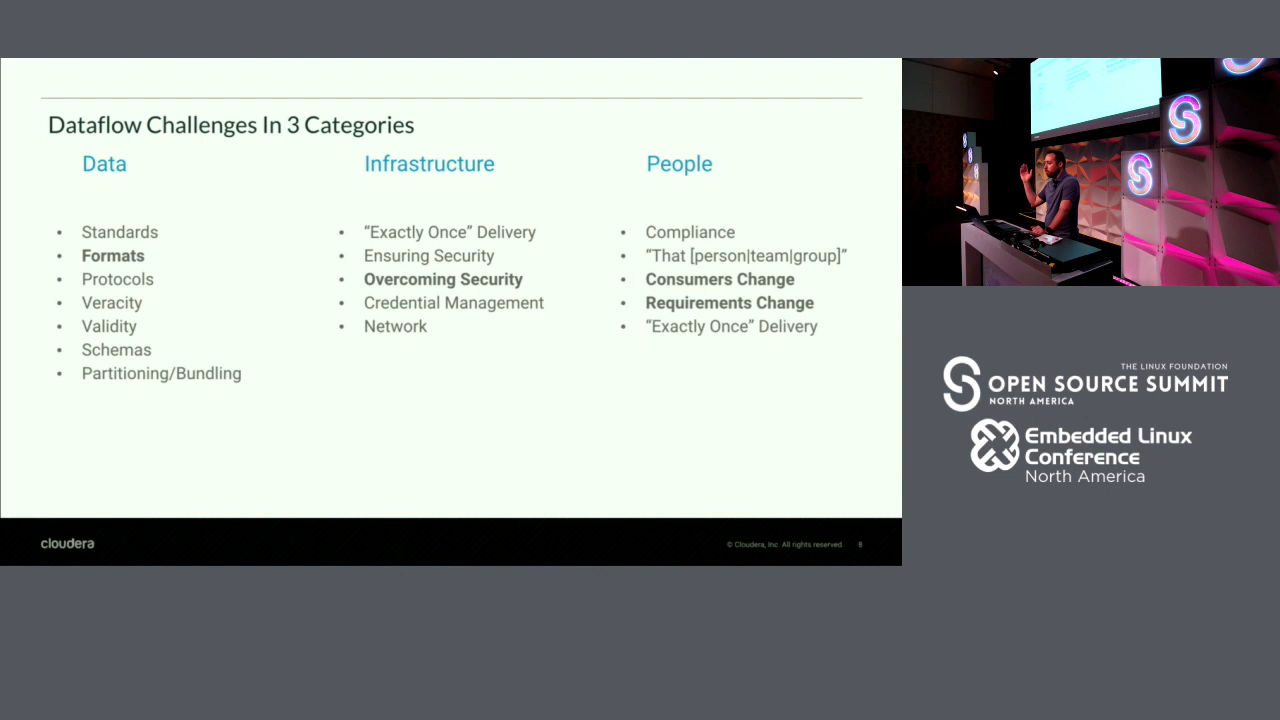 Dataflow Challenges In 3 Categories
Data
• Standards
• Formats
• Protocols
• Veracity
• Validity
• Schemas
• Partitioning/Bundling
Infrastructure
• “Exactly Once” Delivery
• Ensuring Security
• Overcoming Security
• Credential Management
• Network
People
• Compliance
• “That [person|team|group]”
• Consumers Change
• Requirements Change
• “Exactly Once” Delivery
cloudera
© Cloudera, Inc. All rights reserved. 8
THE LINUX FOUNDATION
OPEN SOURCE SUMMIT
NORTH AMERICA
Embedded Linux
Conference
North America